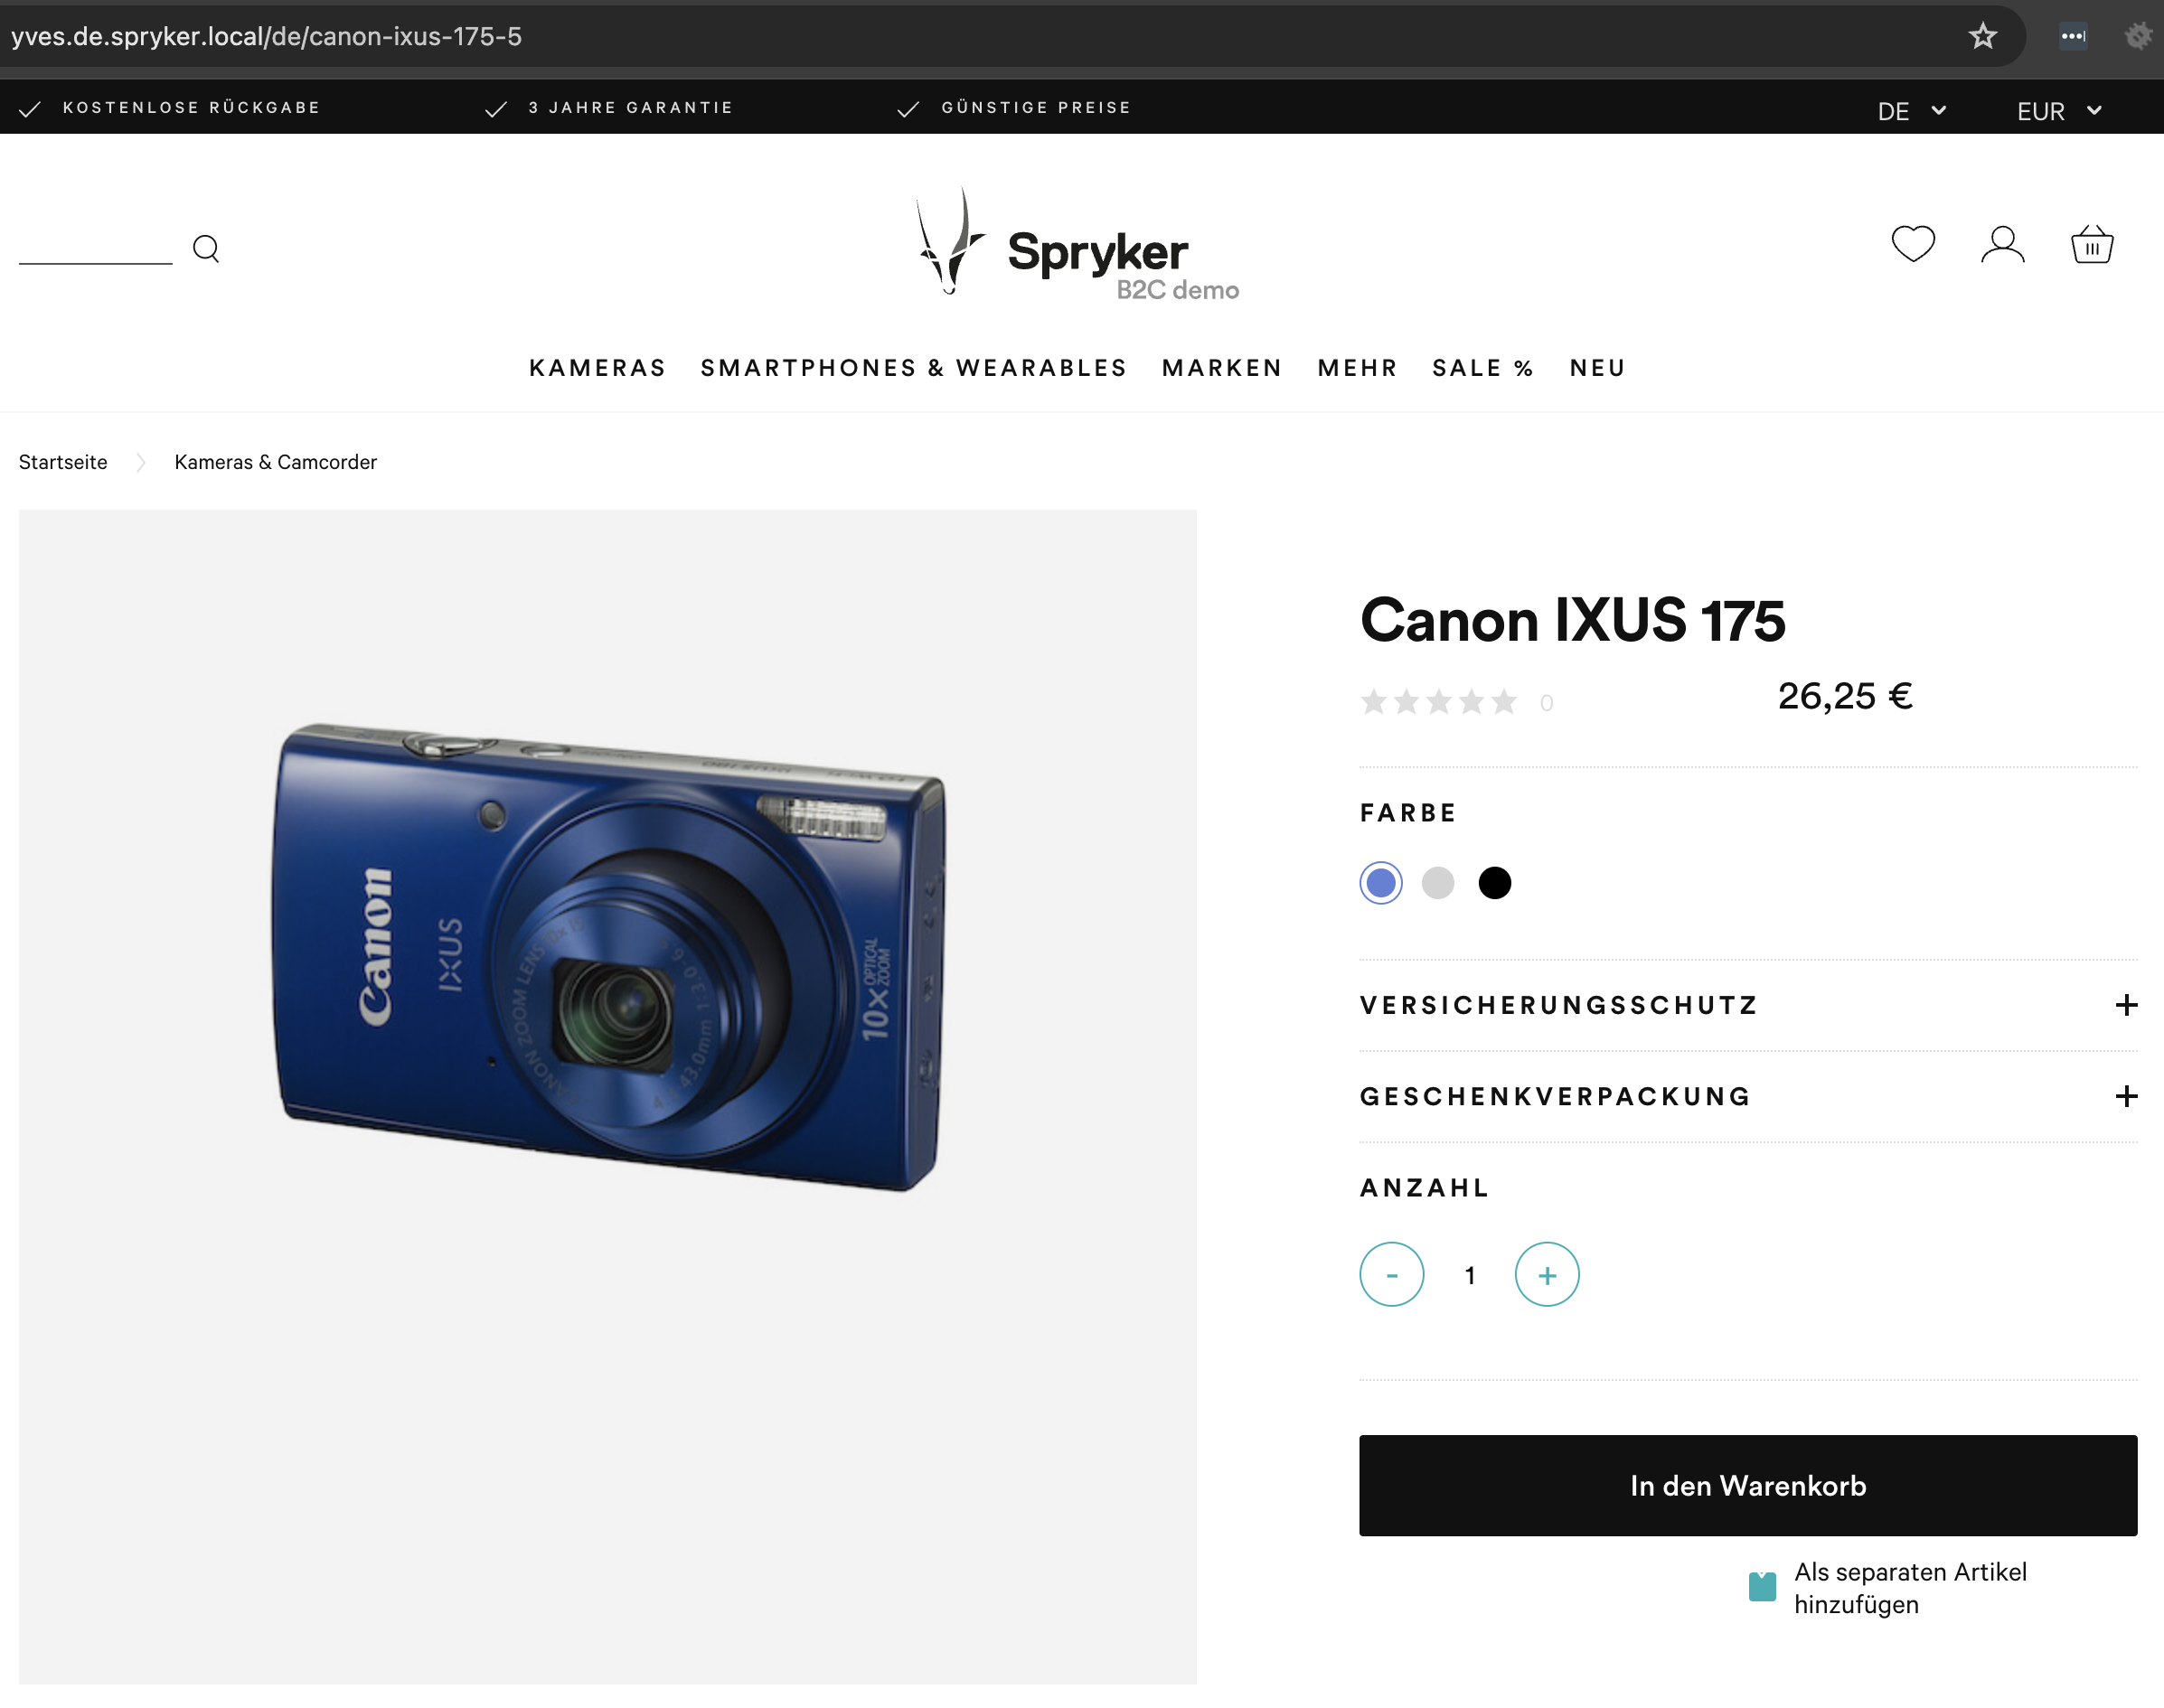 yves.de.spryker.local/de/canon-ixus-175-5
KOSTENLOSE RÜCKGABE
3 JAHRE GARANTIE
GÜNSTIGE PREISE
DE
EUR
Spryker
B2C demo
KAMERAS
SMARTPHONES & WEARABLES
MARKEN
MEHR
SALE %
NEU
Startseite
Kameras & Camcorder
Canon
IXUS
CANON ZOOM LENS 10x IS
10X OPTICAL
ZOOM
Canon IXUS 175
0
26,25 €
FARBE
VERSICHERUNGSSCHUTZ
+
GESCHENKVERPACKUNG
+
ANZAHL
- 1 +
In den Warenkorb
Als separaten Artikel
hinzufügen